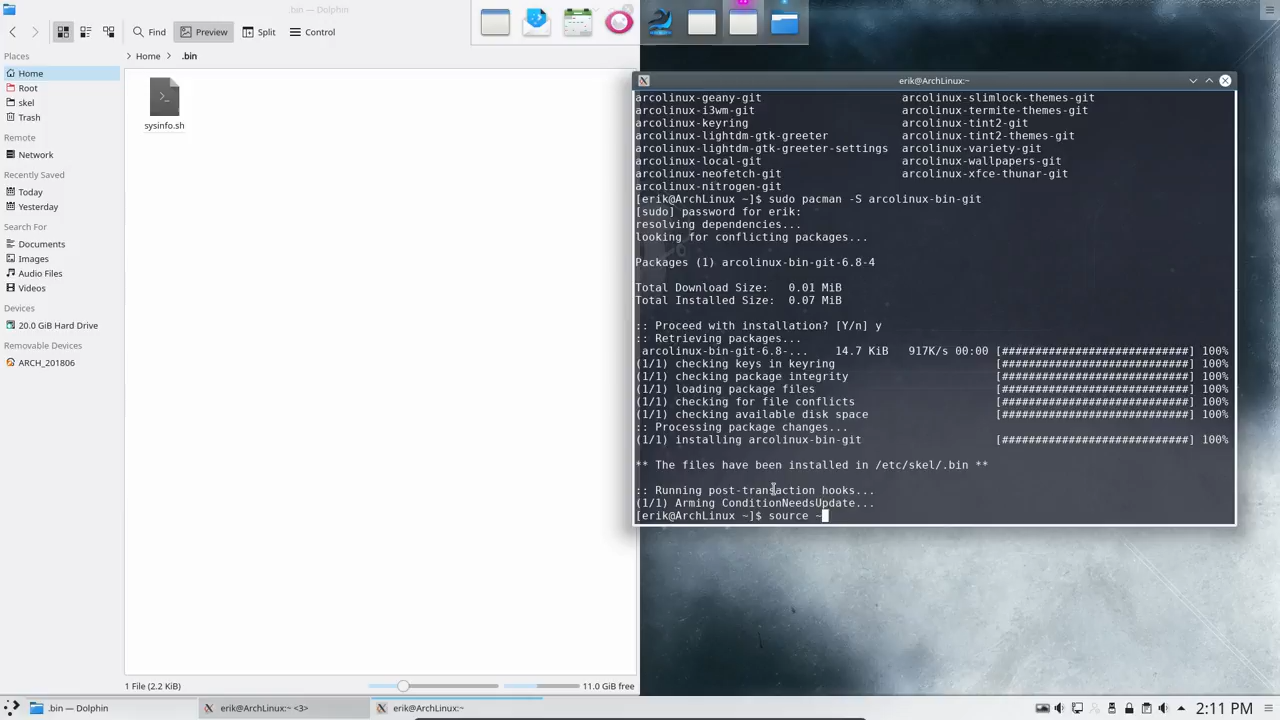 .bin — Dolphin
Find
Preview
Split
Control
Home
.bin
Places
Home
Root
skel
Trash
Remote
Network
Recently Saved
Today
Yesterday
Search For
Documents
Images
Audio Files
Videos
Devices
20.0 GiB Hard Drive
Removable Devices
ARCH_201806
sysinfo.sh
1 File (2.2 KiB)
11.0 GiB free
erik@ArchLinux:~
arcolinux-geany-git arcolinux-slimlock-themes-git
arcolinux-i3wm-git arcolinux-termite-themes-git
arcolinux-keyring arcolinux-tint2-git
arcolinux-lightdm-gtk-greeter arcolinux-tint2-themes-git
arcolinux-lightdm-gtk-greeter-settings arcolinux-variety-git
arcolinux-local-git arcolinux-wallpapers-git
arcolinux-neofetch-git arcolinux-xfce-thunar-git
arcolinux-nitrogen-git
[erik@ArchLinux ~]$ sudo pacman -S arcolinux-bin-git
[sudo] password for erik:
resolving dependencies...
looking for conflicting packages...
Packages (1) arcolinux-bin-git-6.8-4
Total Download Size: 0.01 MiB
Total Installed Size: 0.07 MiB
:: Proceed with installation? [Y/n] y
:: Retrieving packages...
arcolinux-bin-git-6.8-... 14.7 KiB 917K/s 00:00 [############################] 100%
(1/1) checking keys in keyring [############################] 100%
(1/1) checking package integrity [############################] 100%
(1/1) loading package files [############################] 100%
(1/1) checking for file conflicts [############################] 100%
(1/1) checking available disk space [############################] 100%
:: Processing package changes...
(1/1) installing arcolinux-bin-git [############################] 100%
** The files have been installed in /etc/skel/.bin **
:: Running post-transaction hooks...
(1/1) Arming ConditionNeedsUpdate...
[erik@ArchLinux ~]$ source ~
.bin — Dolphin
erik@ArchLinux:~ <3>
erik@ArchLinux:~
2:11 PM